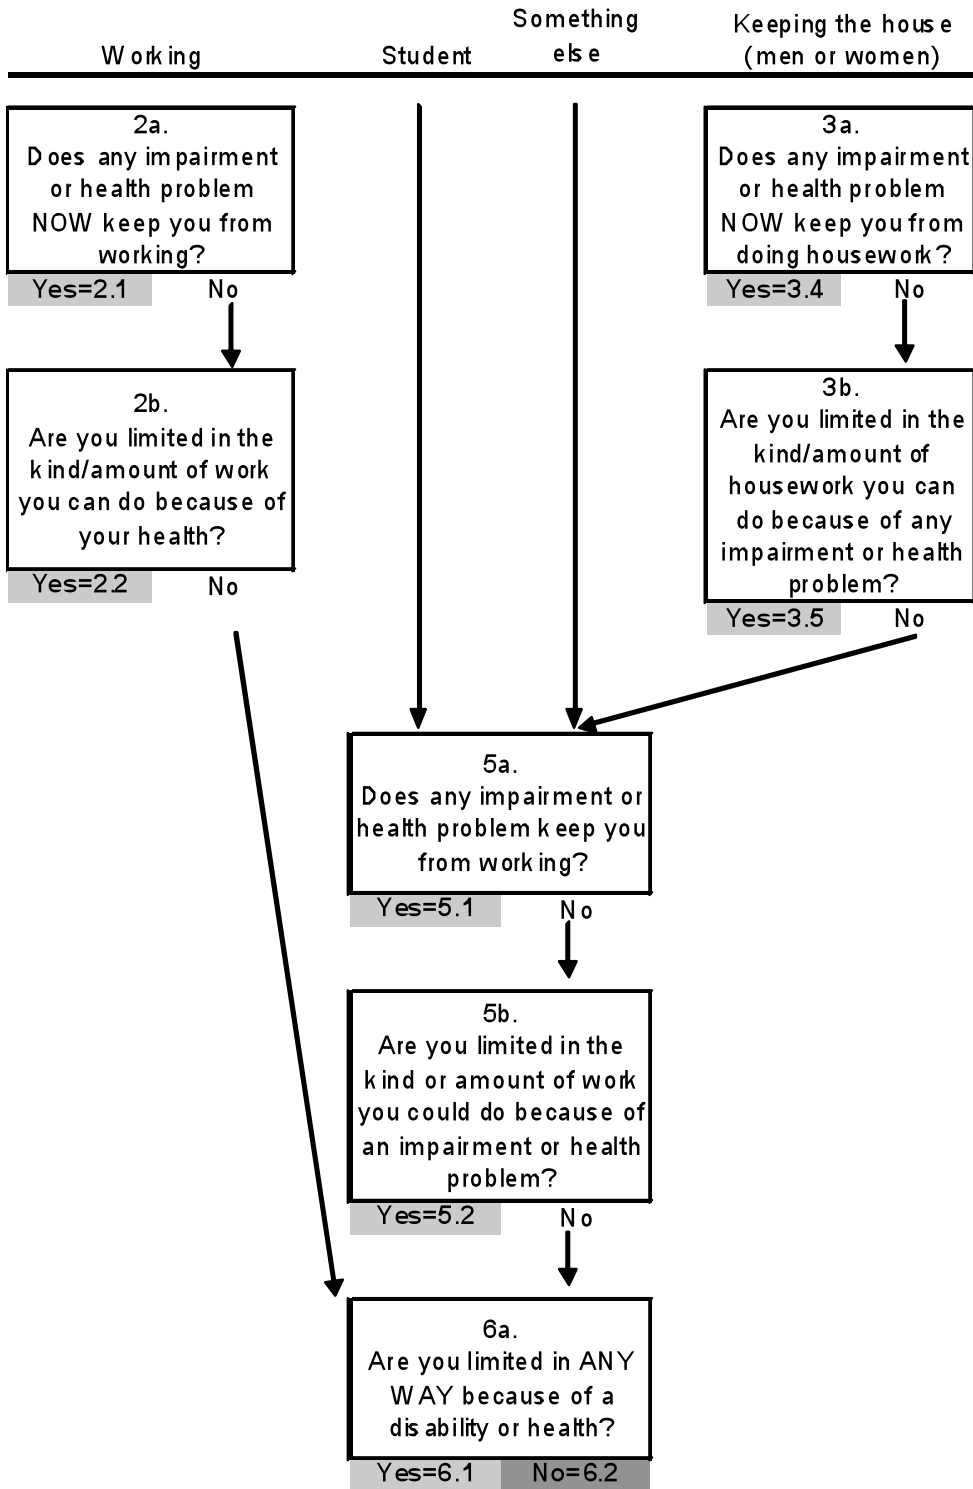 Working
Student
Something
else
Keeping the house
(men or women)
2a.
Does any impairment
or health problem
NOW keep you from
working?
Yes=2.1 No
3a.
Does any impairment
or health problem
NOW keep you from
doing housework?
Yes=3.4 No
2b.
Are you limited in the
kind/amount of work
you can do because of
your health?
Yes=2.2 No
3b.
Are you limited in the
kind/amount of
housework you can
do because of any
impairment or health
problem?
Yes=3.5 No
5a.
Does any impairment or
health problem keep you
from working?
Yes=5.1 No
5b.
Are you limited in the
kind or amount of work
you could do because of
an impairment or health
problem?
Yes=5.2 No
6a.
Are you limited in ANY
WAY because of a
disability or health?
Yes=6.1 No=6.2